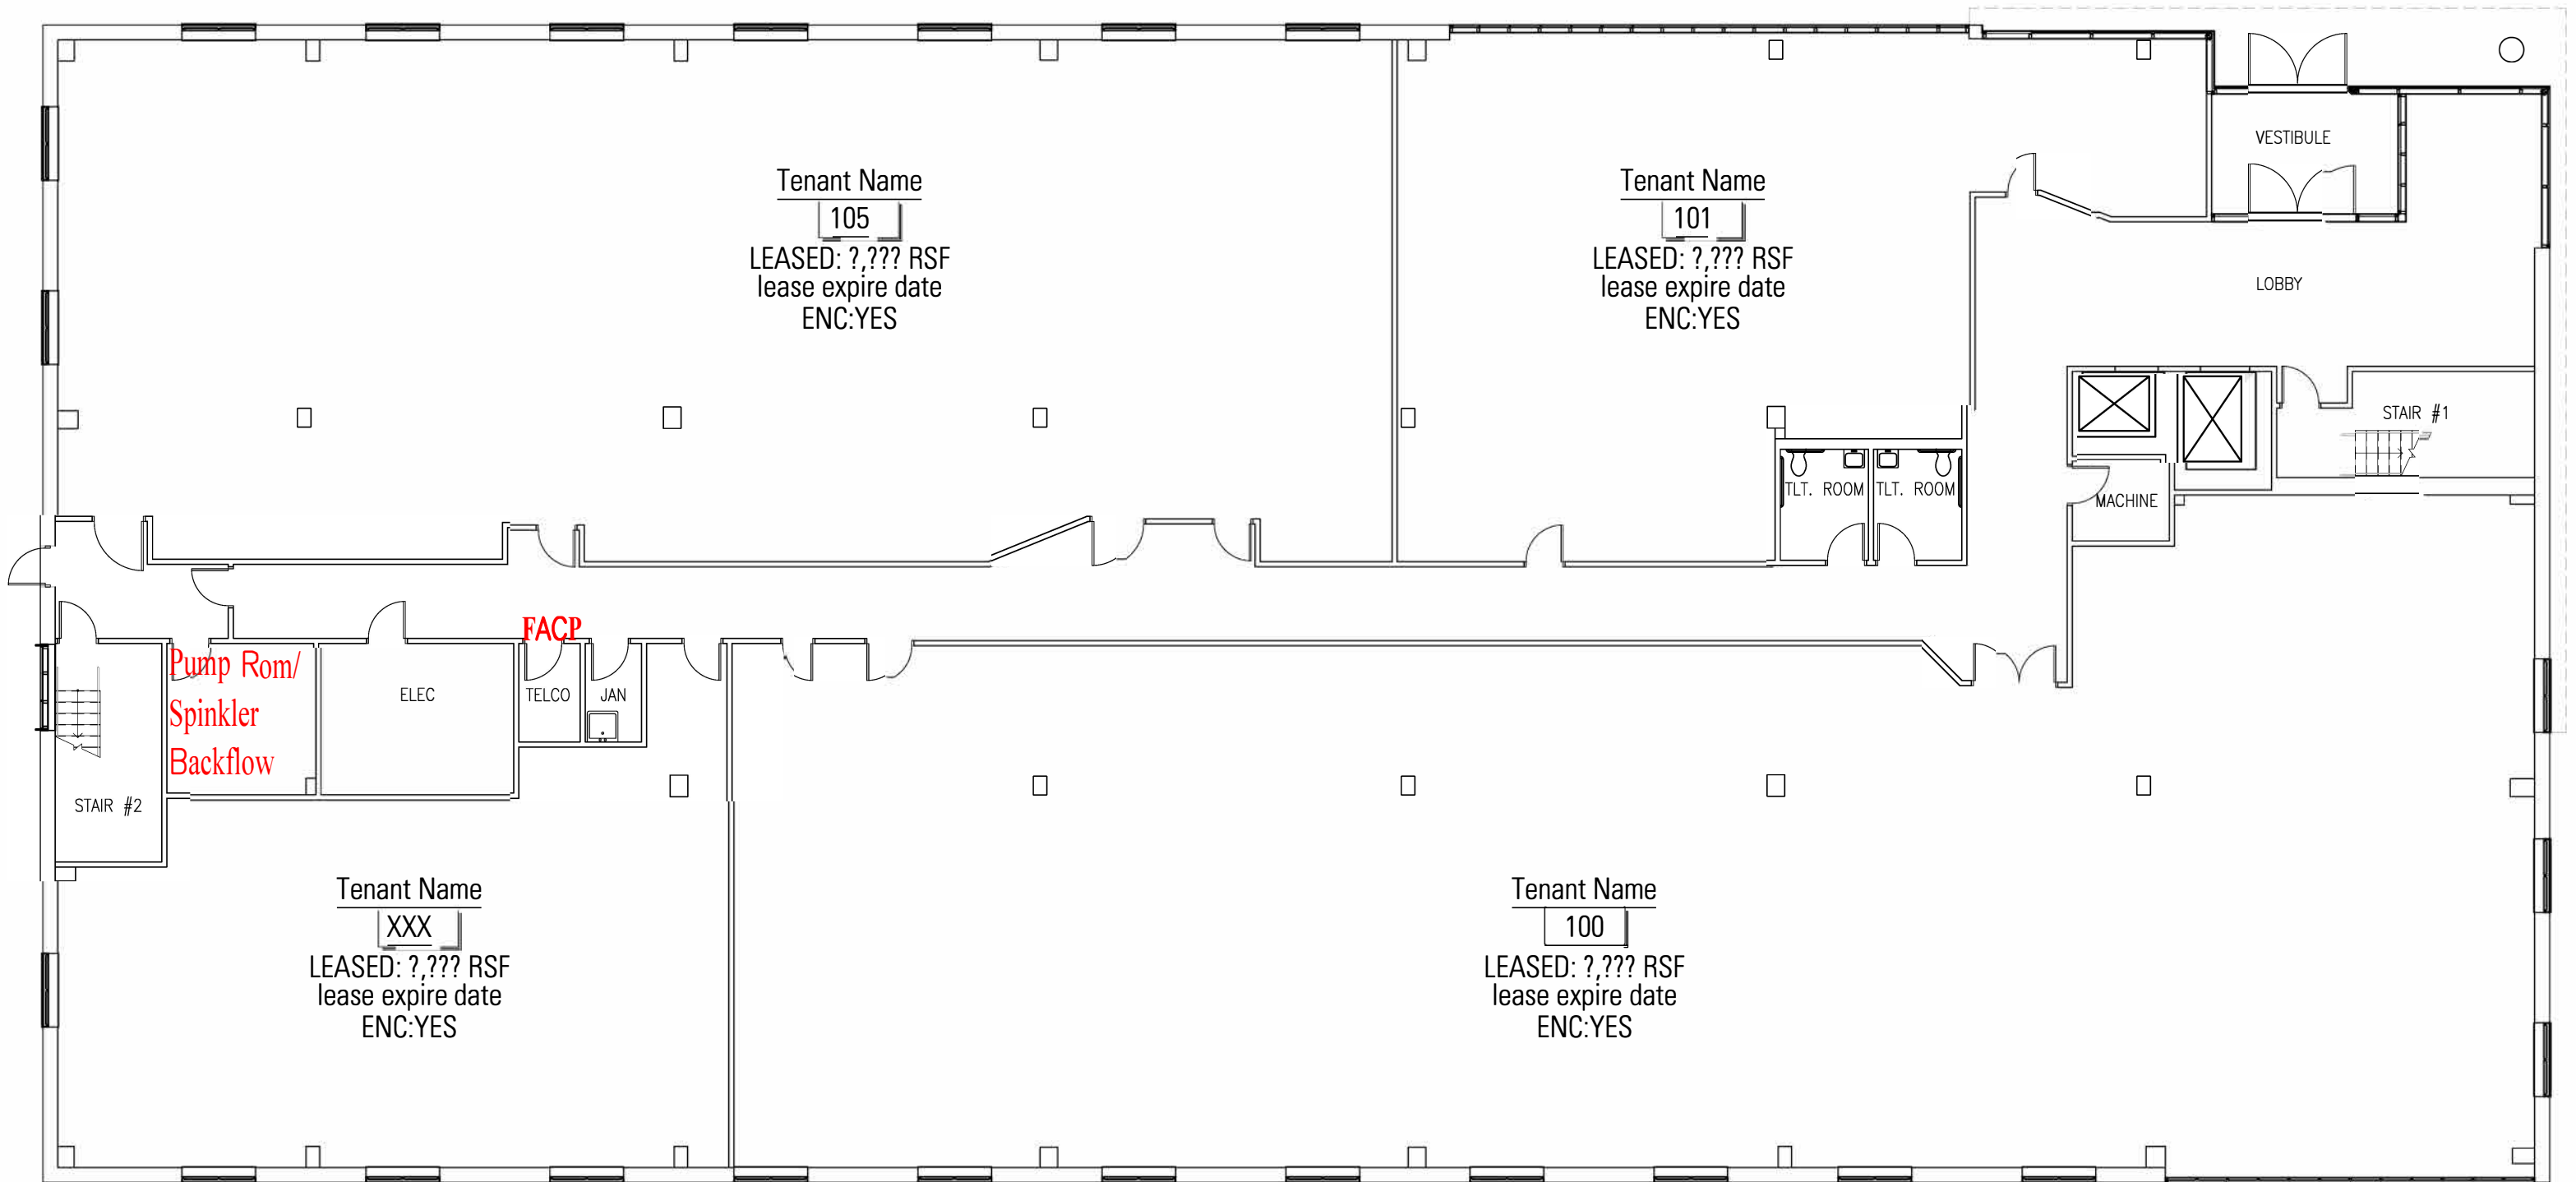 VESTIBULE
Tenant Name
105
LEASED: ?,??? RSF
lease expire date
ENC:YES
Tenant Name
101
LEASED: ?,??? RSF
lease expire date
ENC:YES
LOBBY
STAIR #1
TLT. ROOM
TLT. ROOM
MACHINE
FACP
Pump Rom/
Spinkler
Backflow
ELEC
TELCO
JAN
STAIR #2
Tenant Name
XXX
LEASED: ?,??? RSF
lease expire date
ENC:YES
Tenant Name
100
LEASED: ?,??? RSF
lease expire date
ENC:YES